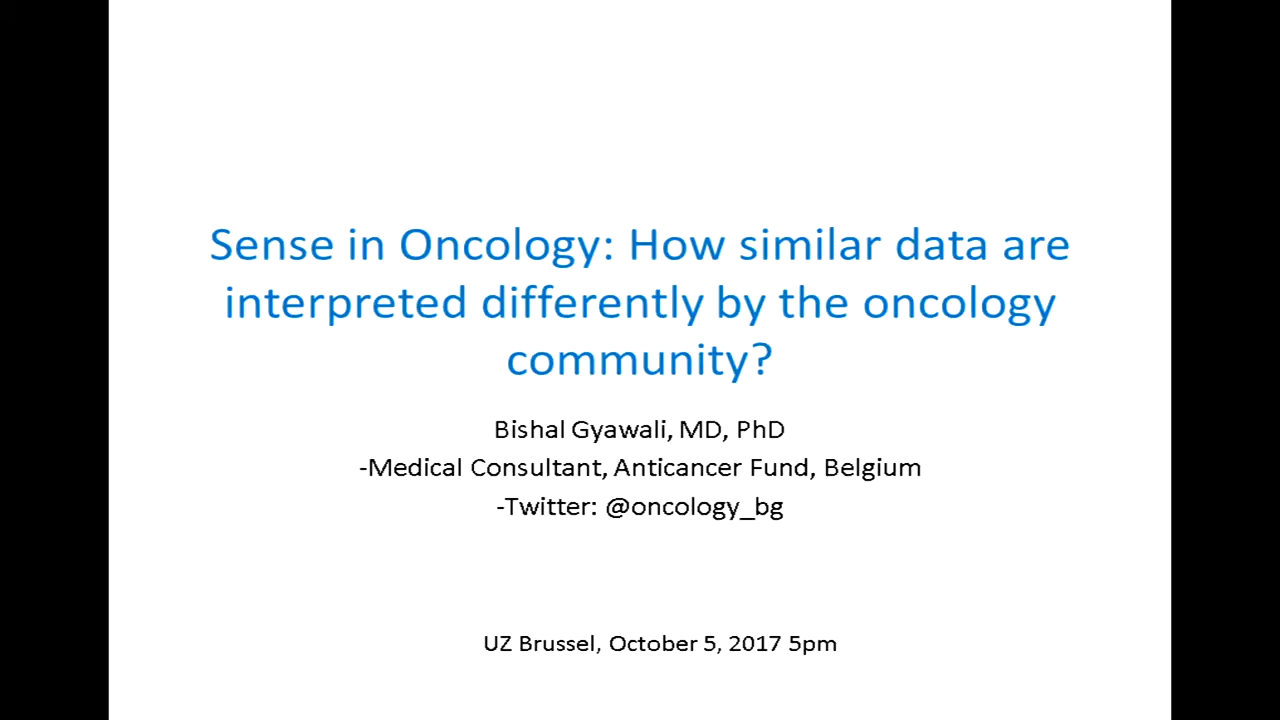 Sense in Oncology: How similar data are
interpreted differently by the oncology
community?
Bishal Gyawali, MD, PhD
-Medical Consultant, Anticancer Fund, Belgium
-Twitter: @oncology_bg
UZ Brussel, October 5, 2017 5pm